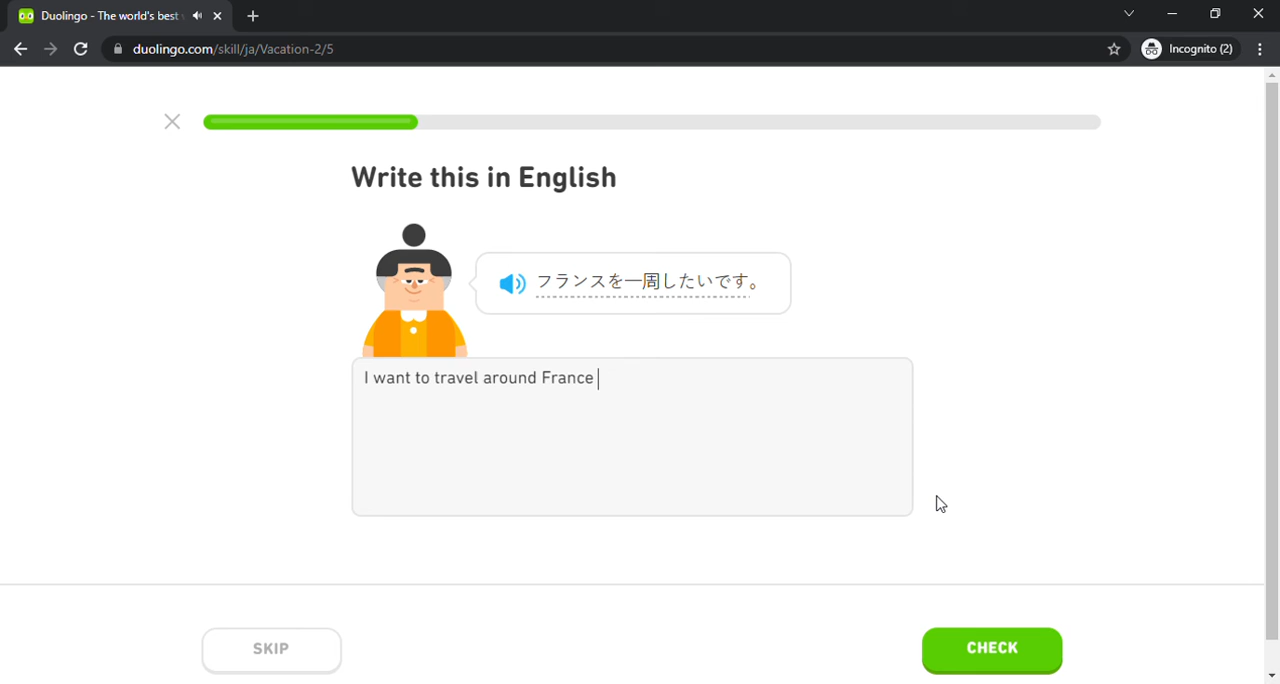 Duolingo - The world's best
duolingo.com/skill/ja/Vacation-2/5
Incognito (2)
Write this in English
フランスを一周したいです。
I want to travel around France
SKIP
CHECK